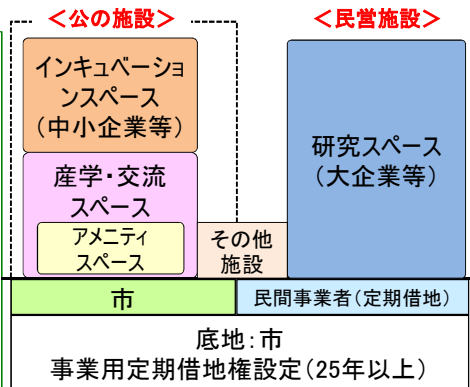 ＜公の施設＞
＜民営施設＞
インキュベーショ
ンスペース
（中小企業等）
産学・交流
スペース
アメニティ
スペース
その他
施設
研究スペース
（大企業等）
市
民間事業者（定期借地）
底地：市
事業用定期借地権設定（25年以上）